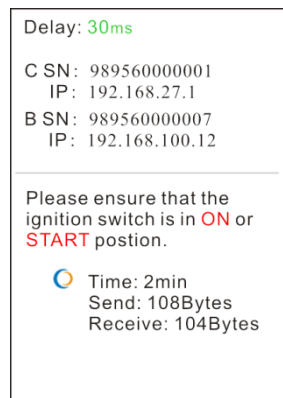 Delay: 30ms
C SN: 989560000001
IP: 192.168.27.1
B SN: 989560000007
IP: 192.168.100.12
Please ensure that the
ignition switch is in ON or
START postion.
Time: 2min
Send: 108Bytes
Receive: 104Bytes